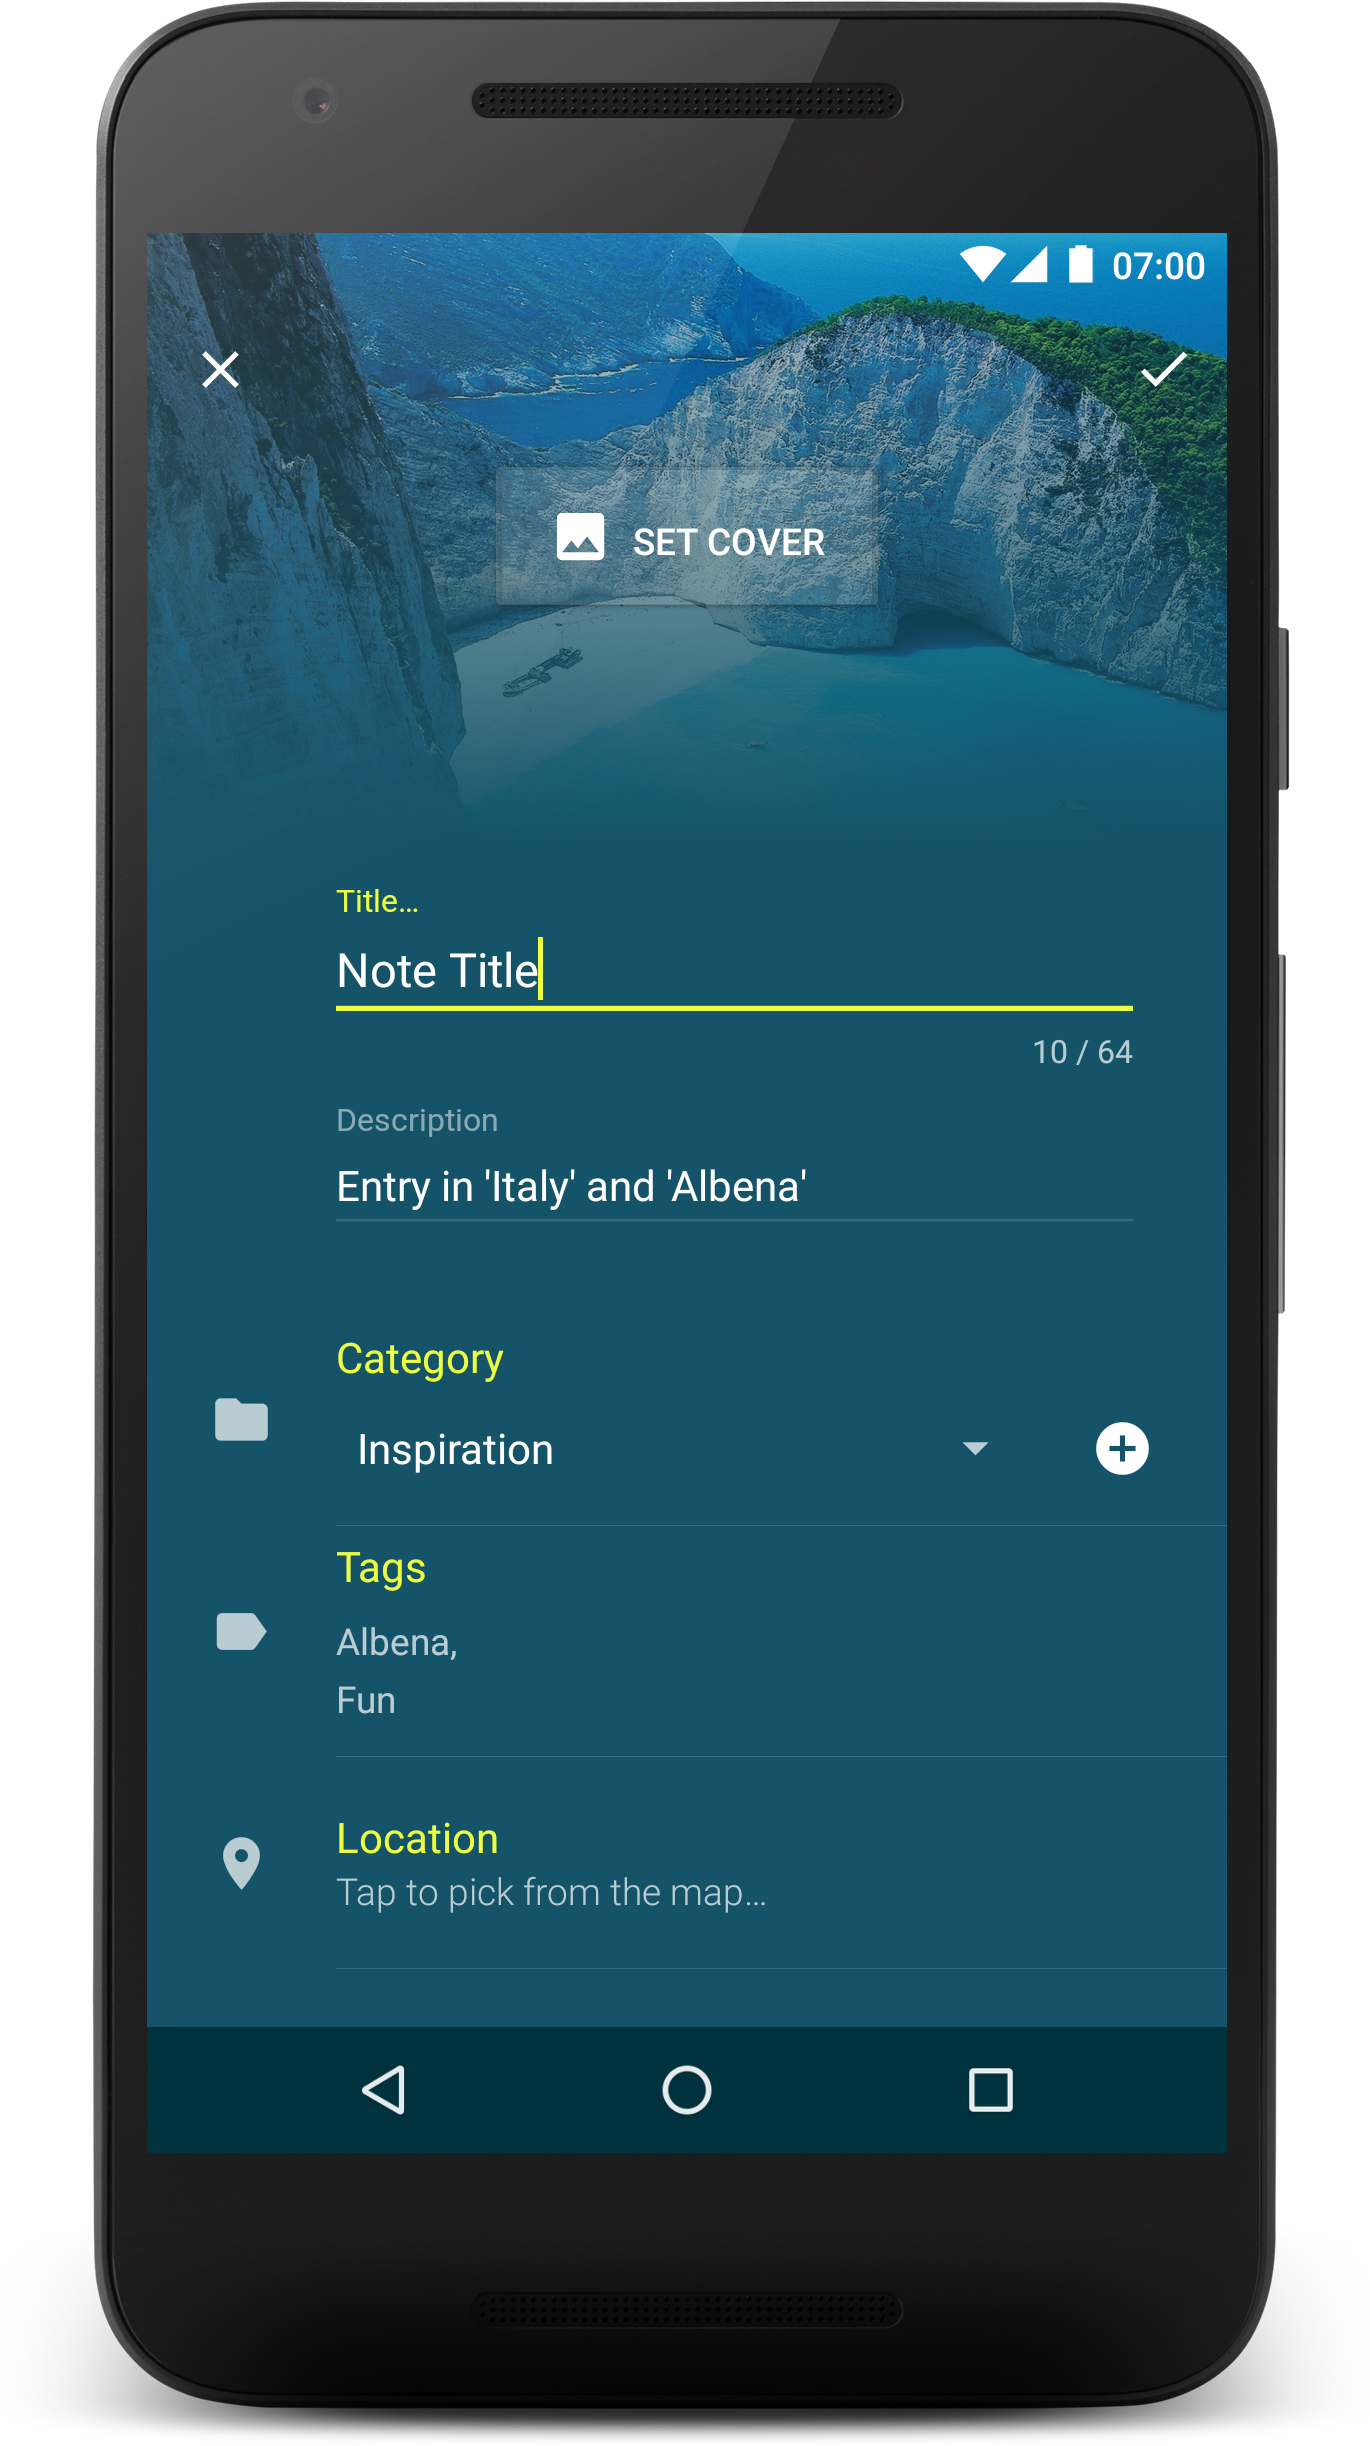 07:00
SET COVER
Title...
Note Title
10 / 64
Description
Entry in 'Italy' and 'Albena'
Category
Inspiration
Tags
Albena,
Fun
Location
Tap to pick from the map...